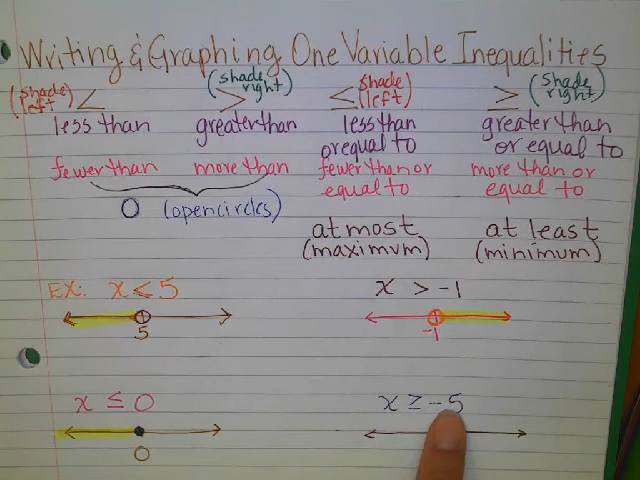 Writing & Graphing One Variable Inequalities
(shade left) < (shade right) > ≤ (shade left) ≥ (shade right)
less than greater than less than or equal to greater than or equal to
fewer than more than fewer than or equal to more than or equal to
O (open circles)
at most (maximum) at least (minimum)
EX: x < 5 x > -1
5 -1
x ≤ 0 x ≥ -5
0